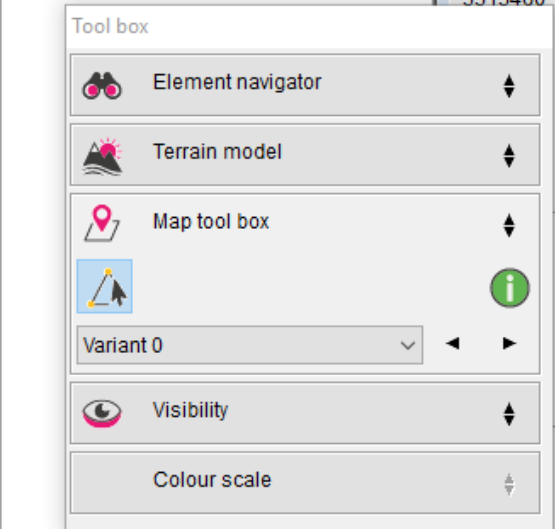 Tool box
Element navigator
Terrain model
Map tool box
Variant 0
Visibility
Colour scale